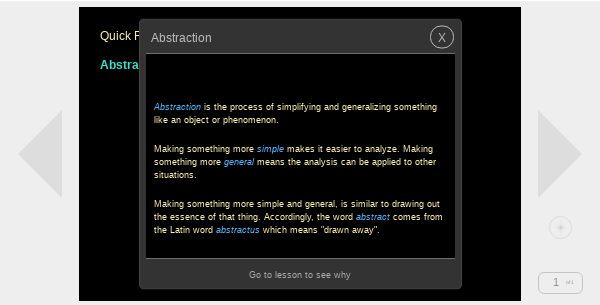 Quick F
Abstra
Abstraction
X
Abstraction is the process of simplifying and generalizing something
like an object or phenomenon.
Making something more simple makes it easier to analyze. Making
something more general means the analysis can be applied to other
situations.
Making something more simple and general, is similar to drawing out
the essence of that thing. Accordingly, the word abstract comes from
the Latin word abstractus which means "drawn away".
Go to lesson to see why
1 of 1